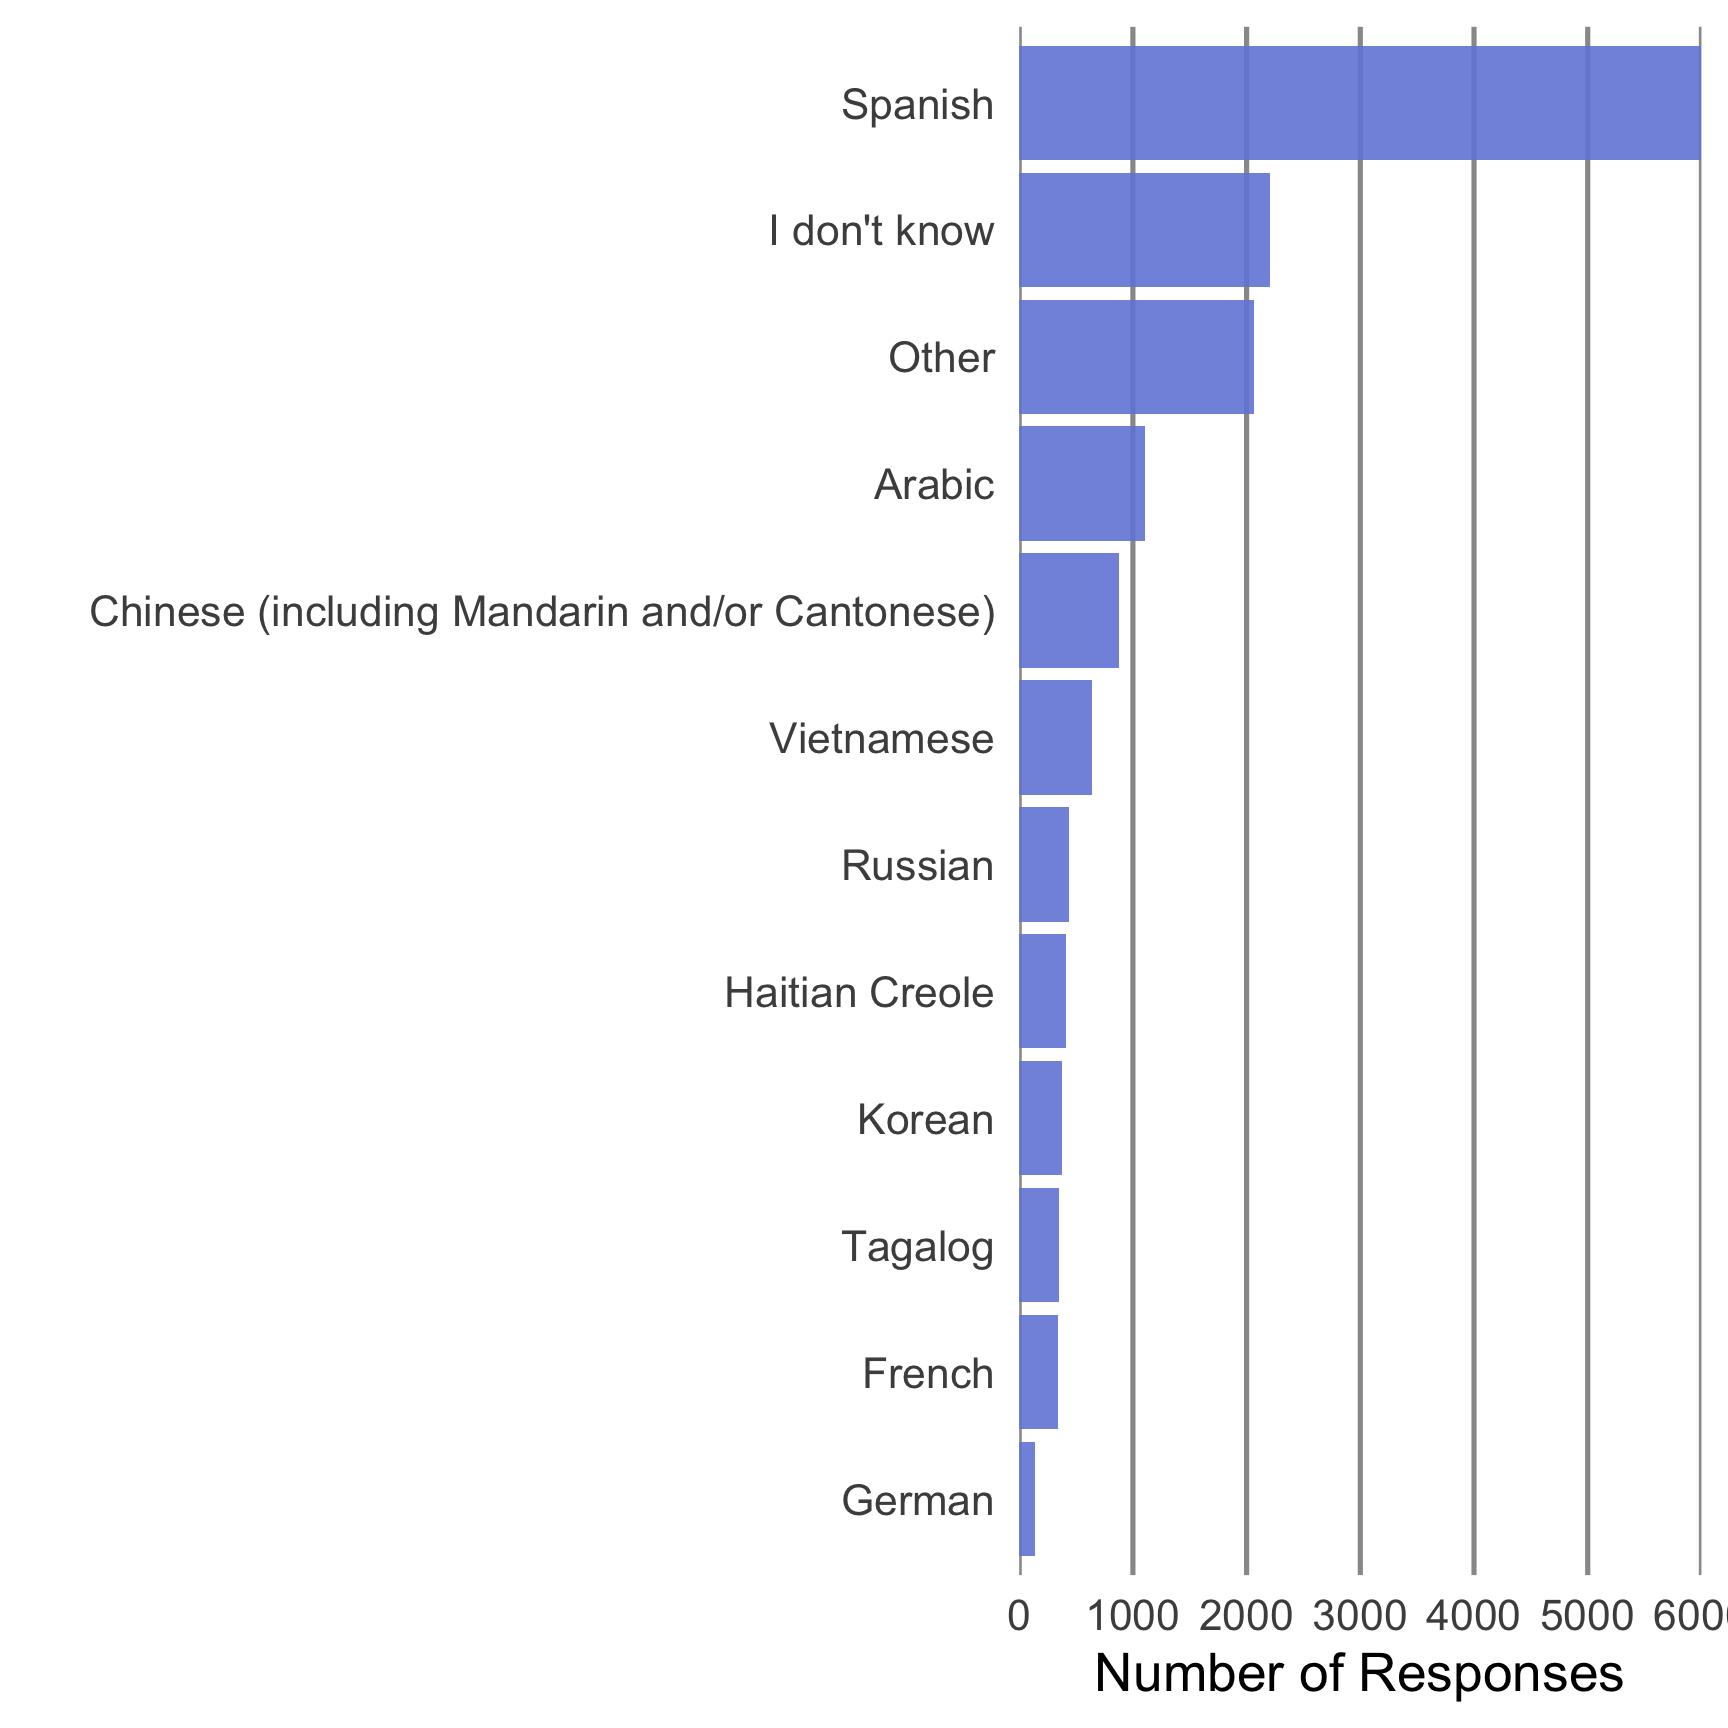 Spanish
I don't know
Other
Arabic
Chinese (including Mandarin and/or Cantonese)
Vietnamese
Russian
Haitian Creole
Korean
Tagalog
French
German
0 1000 2000 3000 4000 5000 600
Number of Responses